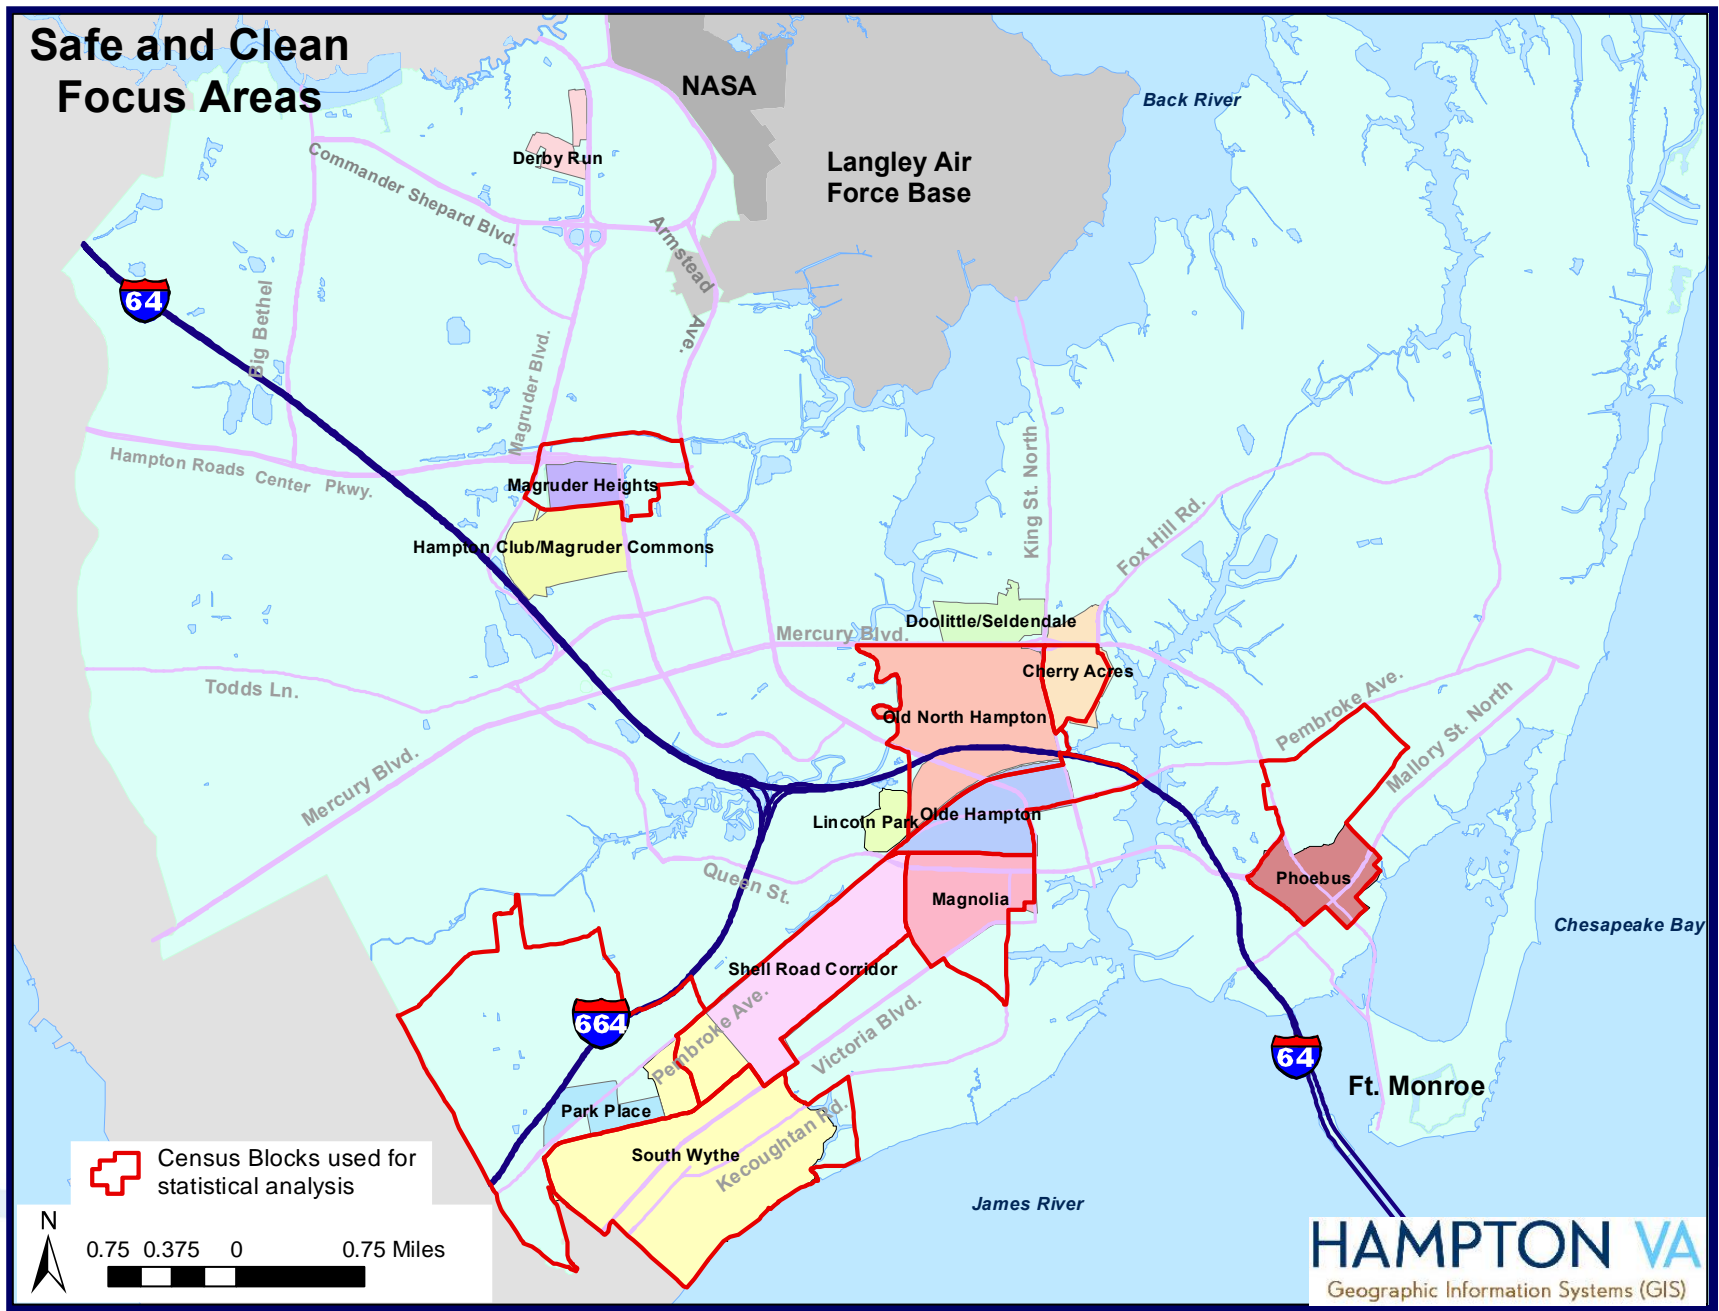 Safe and Clean
Focus Areas
NASA
Back River
Langley Air
Force Base
Derby Run
Commander Shepard Blvd.
Armstead
Ave.
64
Big Bethel
Magruder Blvd.
Hampton Roads Center Pkwy.
Magruder Heights
Hampton Club/Magruder Commons
King St. North
Fox Hill Rd.
Doolittle/Seldendale
Mercury Blvd.
Cherry Acres
Todds Ln.
Old North Hampton
Pembroke Ave.
Mallory St. North
Mercury Blvd.
Lincoln Park
Olde Hampton
Queen St.
Magnolia
Phoebus
Chesapeake Bay
Shell Road Corridor
664
Pembroke Ave.
Victoria Blvd.
64
Ft. Monroe
Park Place
South Wythe
Kecoughtan Rd.
James River
Census Blocks used for
statistical analysis
N
0.75 0.375 0 0.75 Miles
HAMPTON VA
Geographic Information Systems (GIS)